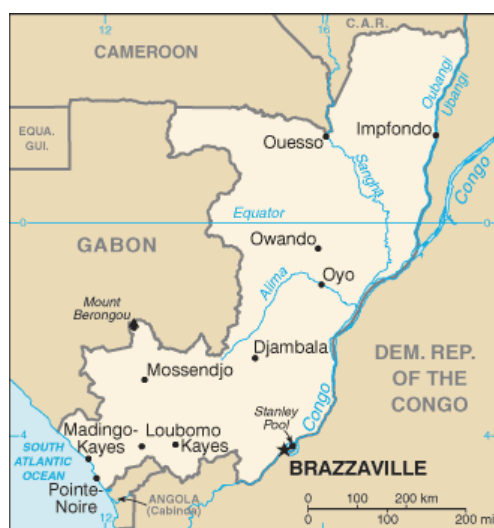 12
16
C.A.R.
CAMEROON
Oubangi
Ubangi
EQUA.
GUI.
Ouesso
Impfondo
Sangha
Congo
0
Equator
GABON
Owando
Alima
Oyo
Mount
Berongou
Djambala
DEM. REP.
OF THE
CONGO
Mossendjo
Congo
Stanley
Pool
4
4
Madingo-
Kayes
Loubomo
Kayes
SOUTH
ATLANTIC
OCEAN
BRAZZAVILLE
Pointe-
Noire
ANGOLA
(Cabinda)
0 100 200 km
0 100 200 mi
12
16